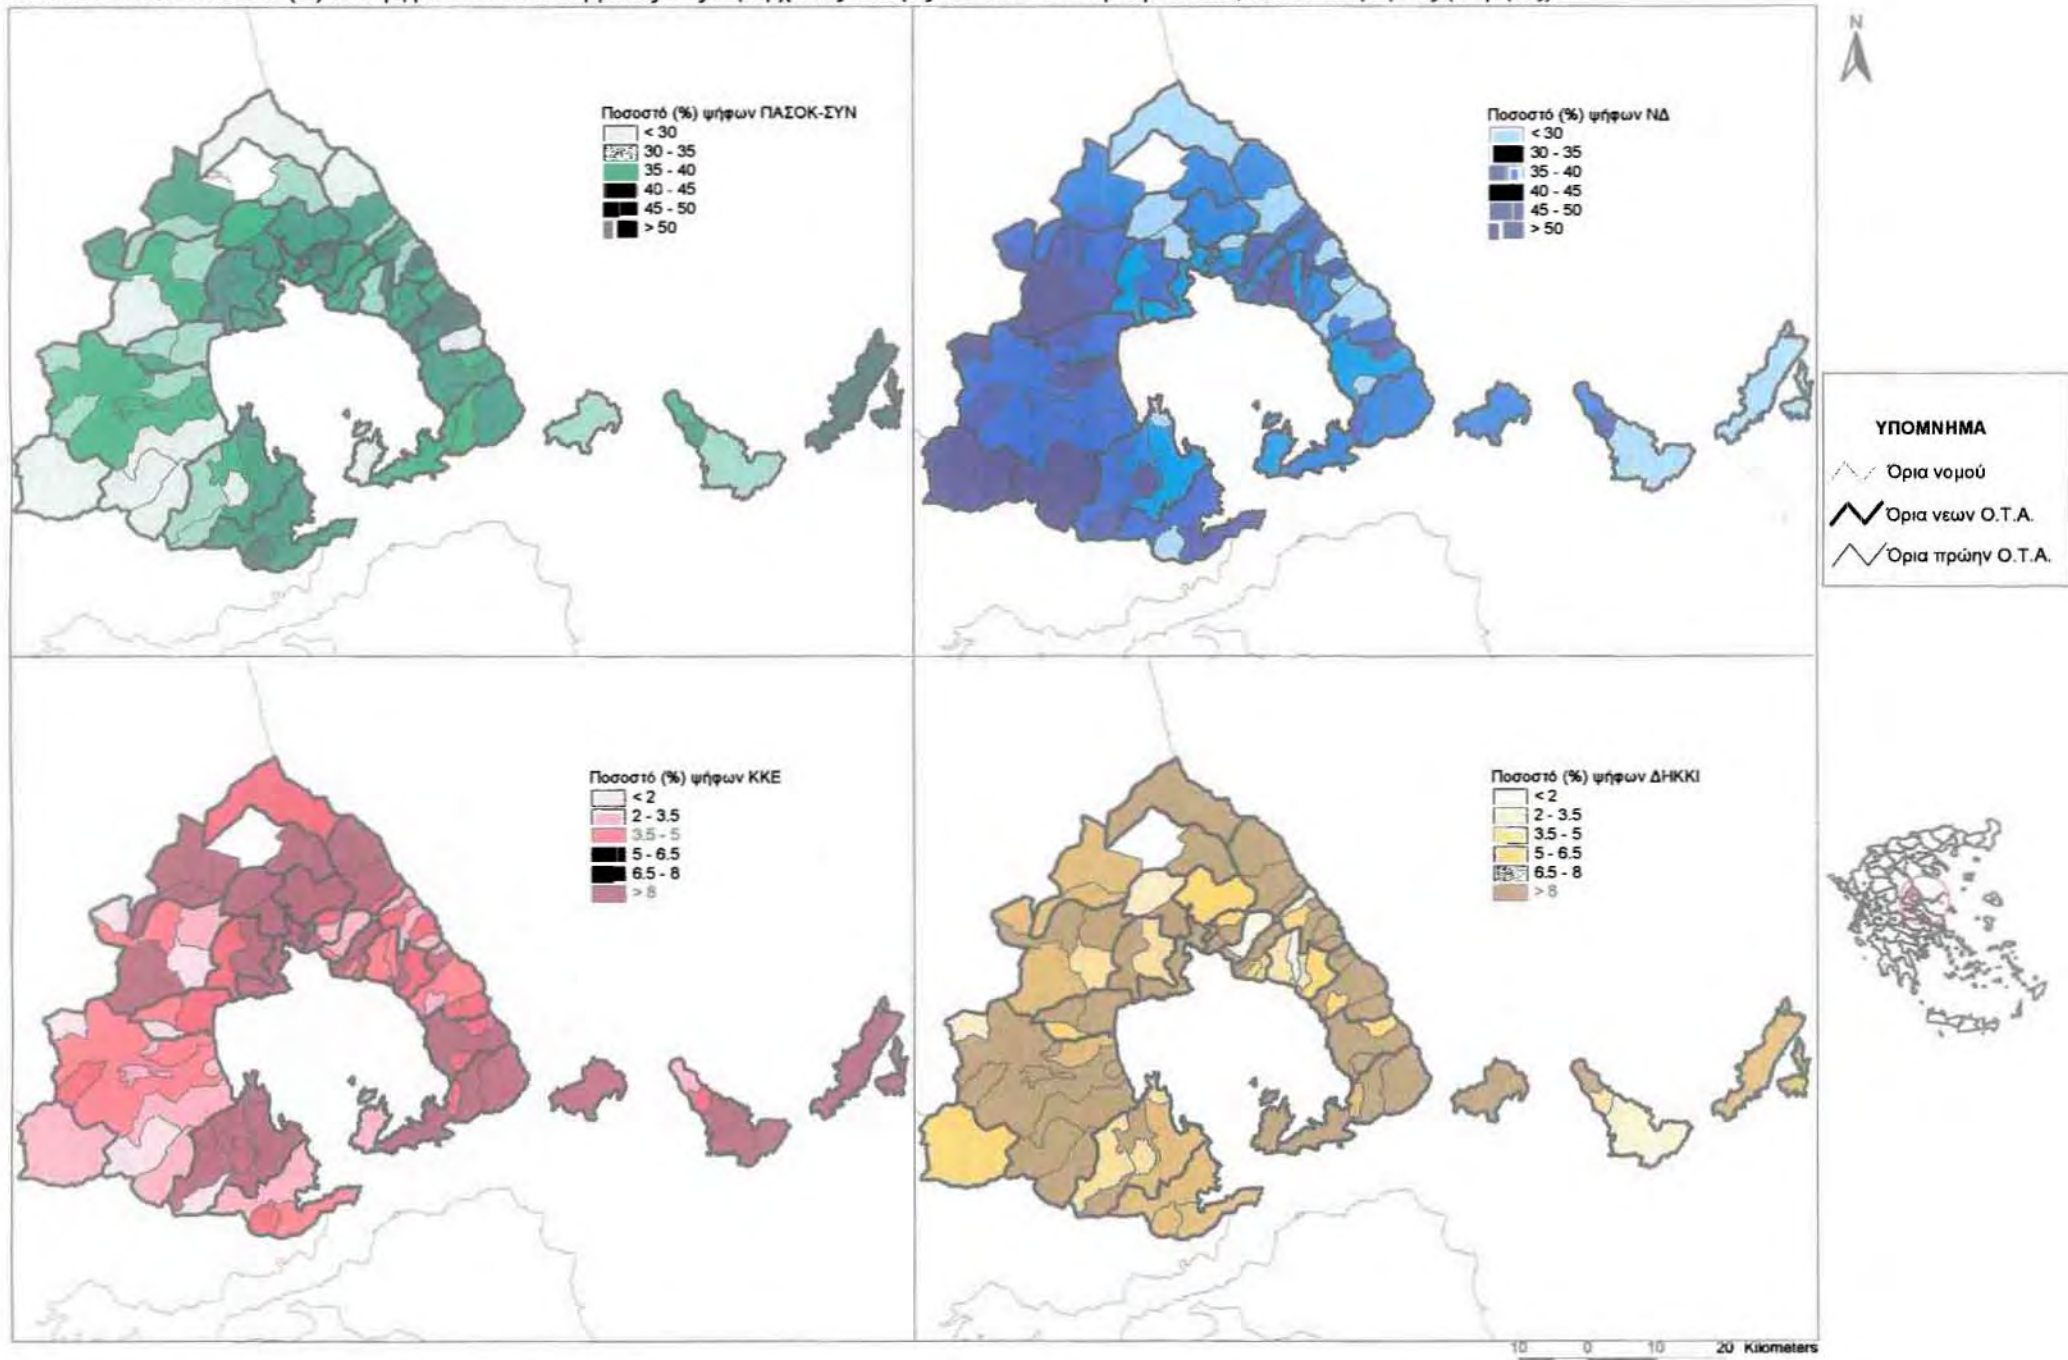 N
Ποσοστό (%) ψήφων ΠΑΣΟΚ-ΣΥΝ
< 30
30 - 35
35 - 40
40 - 45
45 - 50
> 50
Ποσοστό (%) ψήφων ΝΔ
< 30
30 - 35
35 - 40
40 - 45
45 - 50
> 50
ΥΠΟΜΝΗΜΑ
Όρια νομού
Όρια νεων Ο.Τ.Α.
Όρια πρώην Ο.Τ.Α.
Ποσοστό (%) ψήφων ΚΚΕ
< 2
2 - 3.5
3.5 - 5
5 - 6.5
6.5 - 8
> 8
Ποσοστό (%) ψήφων ΔΗΚΚΙ
< 2
2 - 3.5
3.5 - 5
5 - 6.5
6.5 - 8
> 8
10 0 10 20 Kilometers